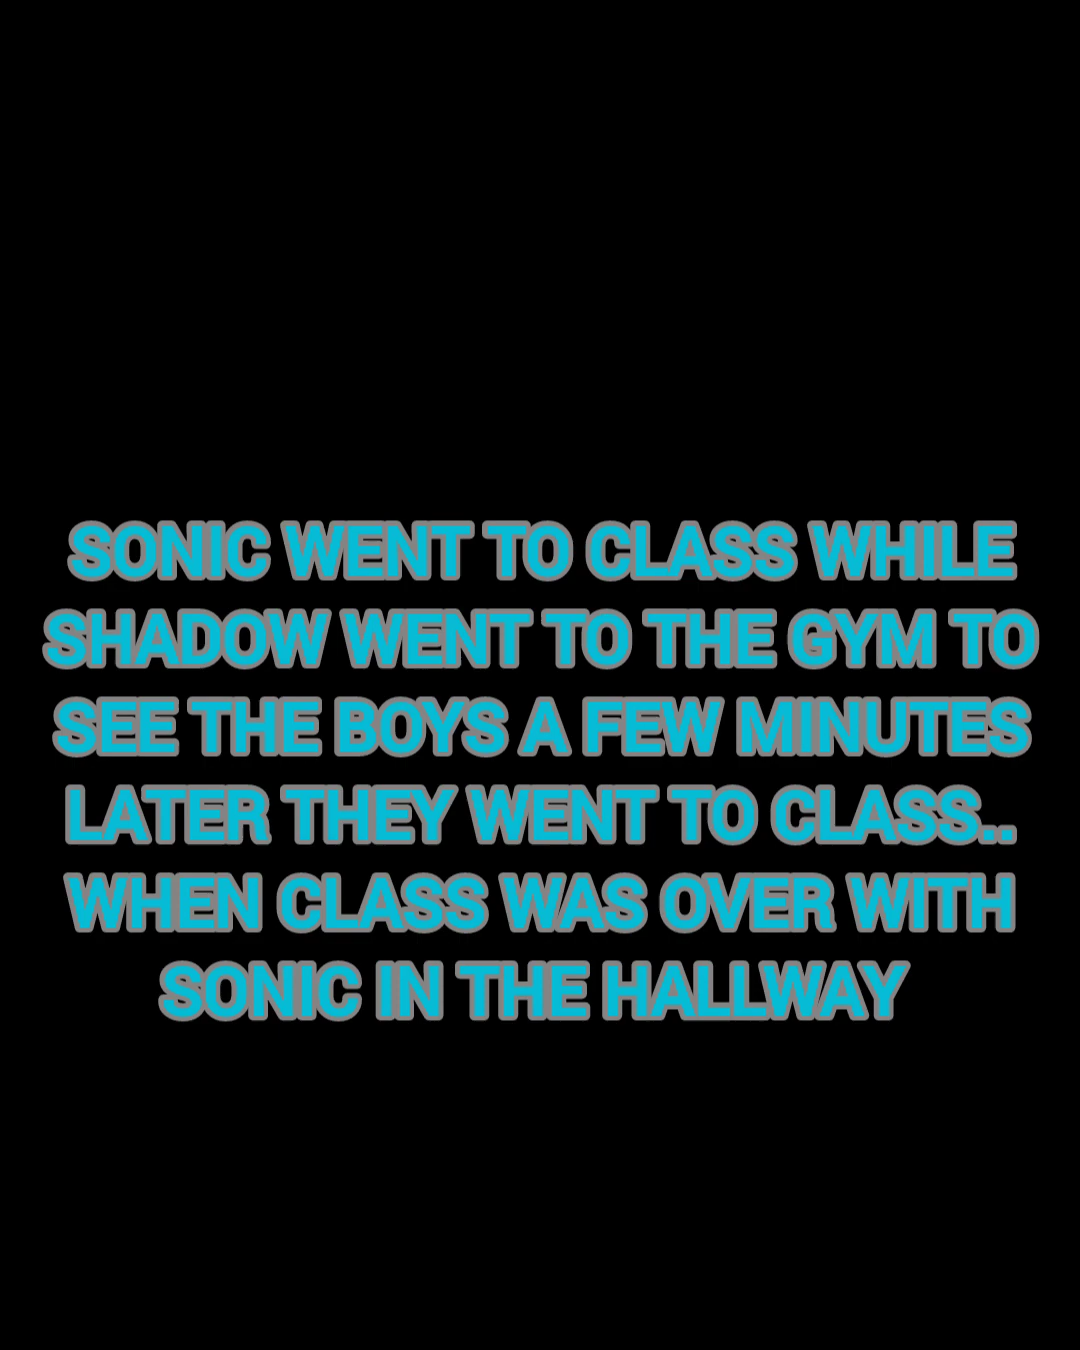 SONIC WENT TO CLASS WHILE
SHADOW WENT TO THE GYM TO
SEE THE BOYS A FEW MINUTES
LATER THEY WENT TO CLASS..
WHEN CLASS WAS OVER WITH
SONIC IN THE HALLWAY